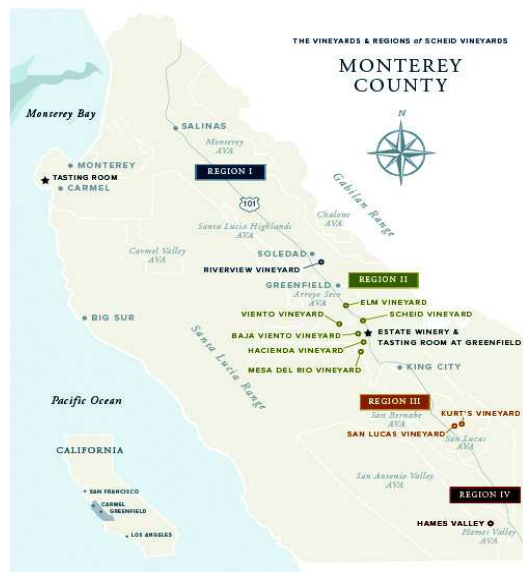 THE VINEYARDS & REGIONS of SCHEID VINEYARDS
MONTEREY
COUNTY
N
Monterey Bay
SALINAS
Monterey
AVA
MONTEREY
TASTING ROOM
CARMEL
REGION I
101
Gabilan Range
Chalone
AVA
Santa Lucia Highlands
AVA
Carmel Valley
AVA
SOLEDAD
RIVERVIEW VINEYARD
REGION II
GREENFIELD
Arroyo Seco
AVA
ELM VINEYARD
VIENTO VINEYARD
SCHEID VINEYARD
BIG SUR
BAJA VIENTO VINEYARD
ESTATE WINERY &
TASTING ROOM AT GREENFIELD
HACIENDA VINEYARD
MESA DEL RIO VINEYARD
Santa Lucia Range
KING CITY
Pacific Ocean
REGION III
San Bernabe
AVA
KURT'S VINEYARD
SAN LUCAS VINEYARD
San Lucas
AVA
CALIFORNIA
SAN FRANCISCO
CARMEL
GREENFIELD
LOS ANGELES
San Antonio Valley
AVA
REGION IV
HAMES VALLEY
Hames Valley
AVA